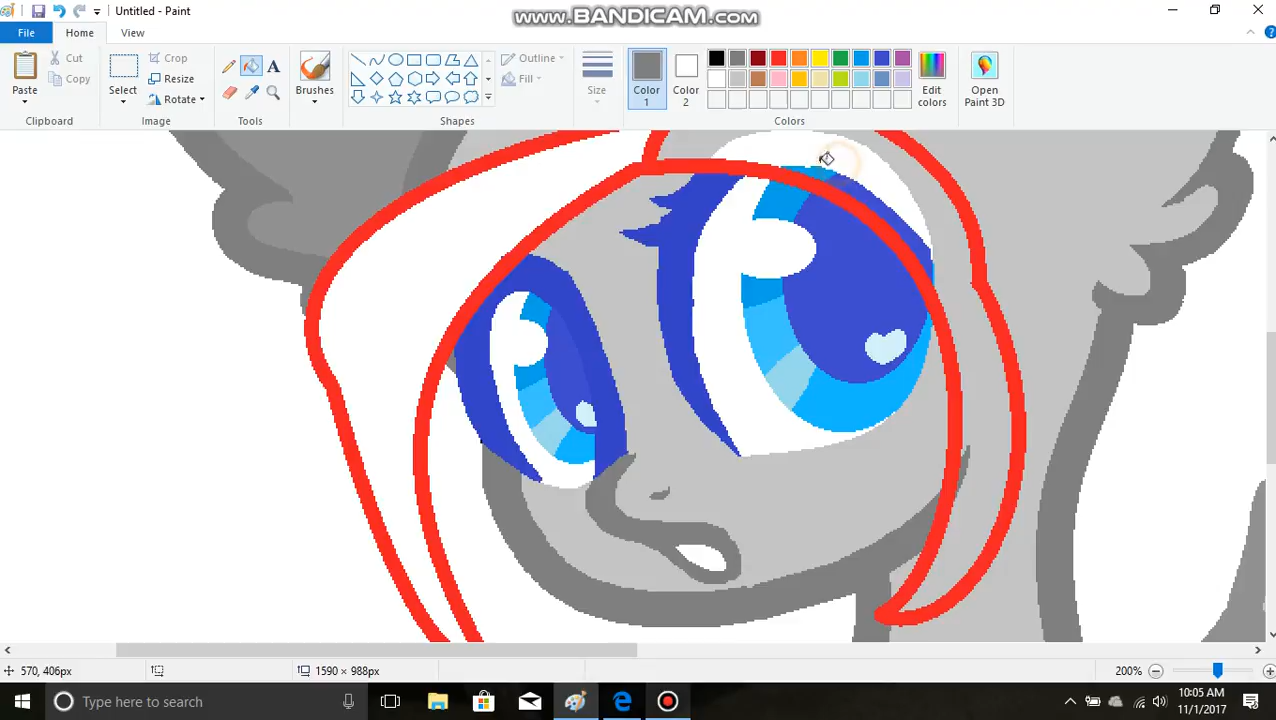 Untitled - Paint
www.BANDICAM.com
File
Home
View
Paste
Cut
Copy
Clipboard
Select
Crop
Resize
Rotate
Image
A
Tools
Brushes
Outline
Fill
Shapes
Size
Color 1
Color 2
Edit colors
Colors
Open Paint 3D
570, 406px
1590 × 988px
200%
Type here to search
10:05 AM
11/1/2017